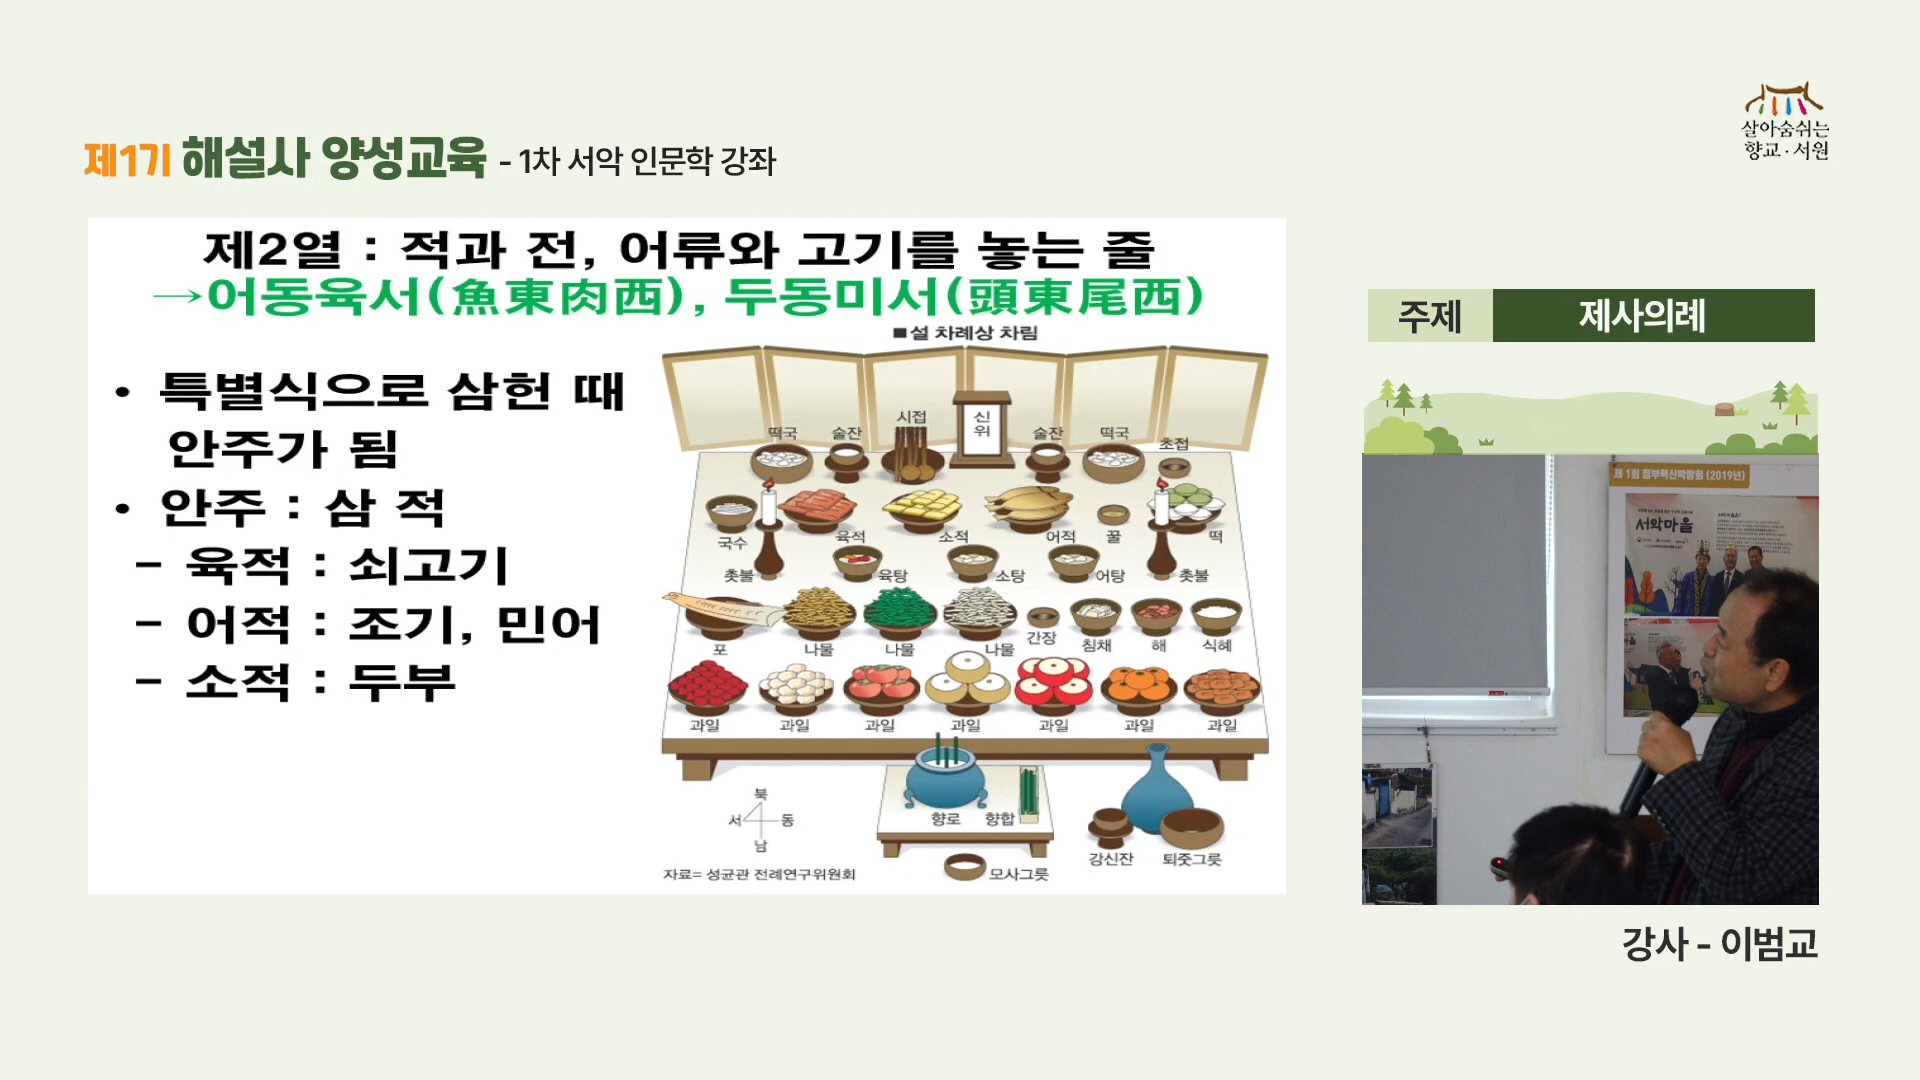 제1기 해설사 양성교육 - 1차 서악 인문학 강좌
살아숨쉬는
향교·서원
제2열 : 적과 전, 어류와 고기를 놓는 줄
→어동육서(魚東肉西), 두동미서(頭東尾西)
■설 차례상 차림
• 특별식으로 삼헌 때
안주가 됨
• 안주 : 삼 적
- 육적 : 쇠고기
- 어적 : 조기, 민어
- 소적 : 두부
떡국 술잔 시접 신위 술잔 떡국 초접
국수 육적 소적 어적 꿀 떡
촛불 육탕 소탕 어탕 촛불
포 나물 나물 나물 간장 침채 해 식혜
과일 과일 과일 과일 과일 과일 과일
북
서 동
남
향로 향합
강신잔 퇴줏그릇
모사그릇
자료= 성균관 전례연구위원회
주제 제사의례
제 1회 정부혁신박람회 (2019년)
서악마을
강사 - 이범교